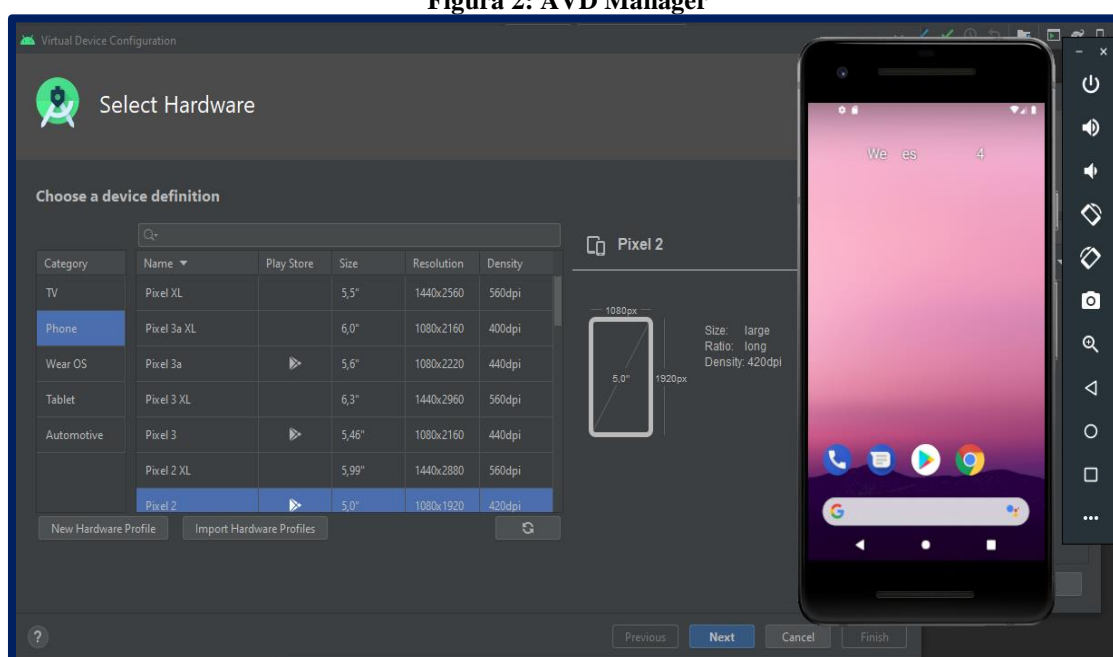 Figura 2: AVD Manager
Virtual Device Configuration
Select Hardware
Choose a device definition
Category Name Play Store Size Resolution Density
TV Pixel XL 5,5" 1440x2560 560dpi
Phone Pixel 3a XL 6,0" 1080x2160 400dpi
Wear OS Pixel 3a 5,6" 1080x2220 440dpi
Tablet Pixel 3 XL 6,3" 1440x2960 560dpi
Automotive Pixel 3 5,46" 1080x2160 440dpi
Pixel 2 XL 5,99" 1440x2880 560dpi
Pixel 2 5,0" 1080x1920 420dpi
New Hardware Profile Import Hardware Profiles
Pixel 2
1080px
5,0" 1920px
Size: large
Ratio: long
Density: 420dpi
We es 4
G
? Previous Next Cancel Finish